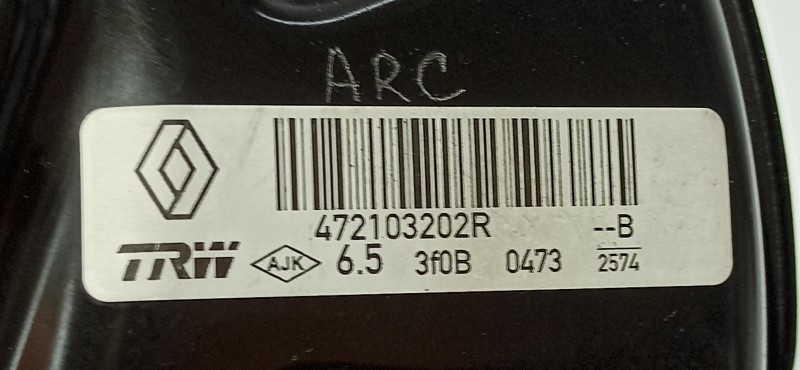 ARC
472103202R --B
TRW AJK 6.5 3f0B 0473 2574